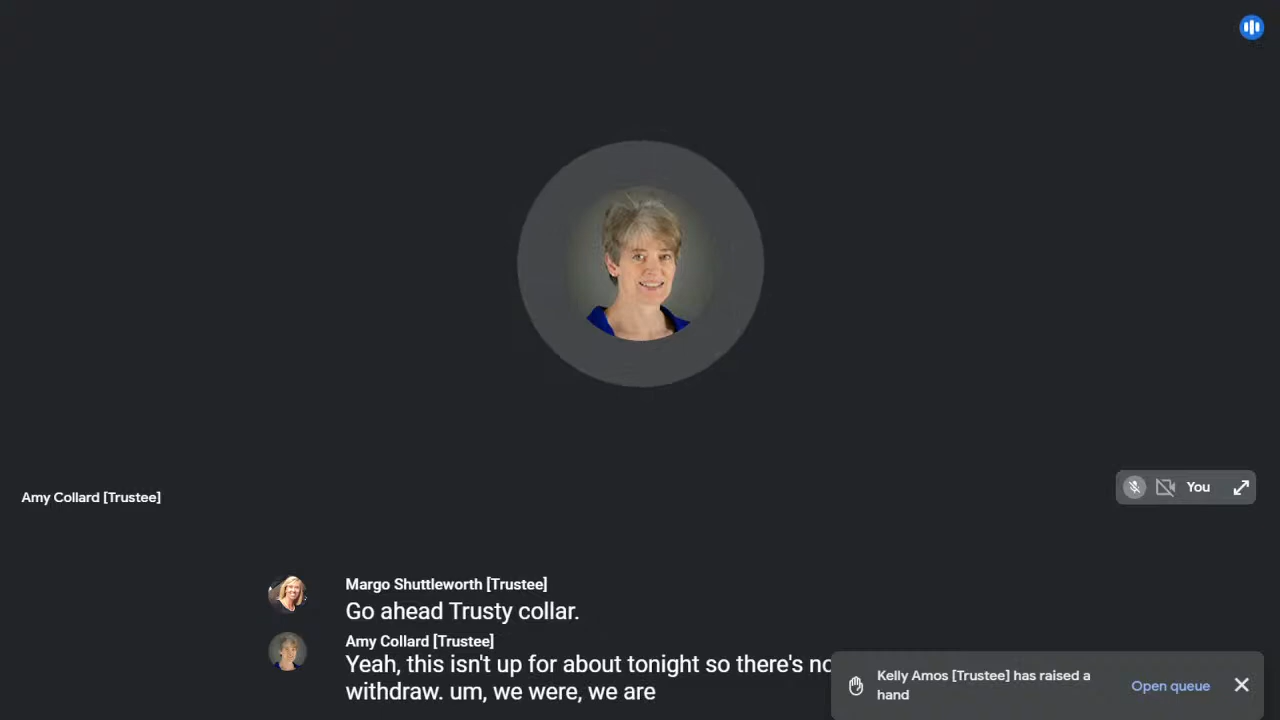 Amy Collard [Trustee]
You
Margo Shuttleworth [Trustee]
Go ahead Trusty collar.
Amy Collard [Trustee]
Yeah, this isn't up for about tonight so there's no
withdraw. um, we were, we are
Kelly Amos [Trustee] has raised a
hand
Open queue